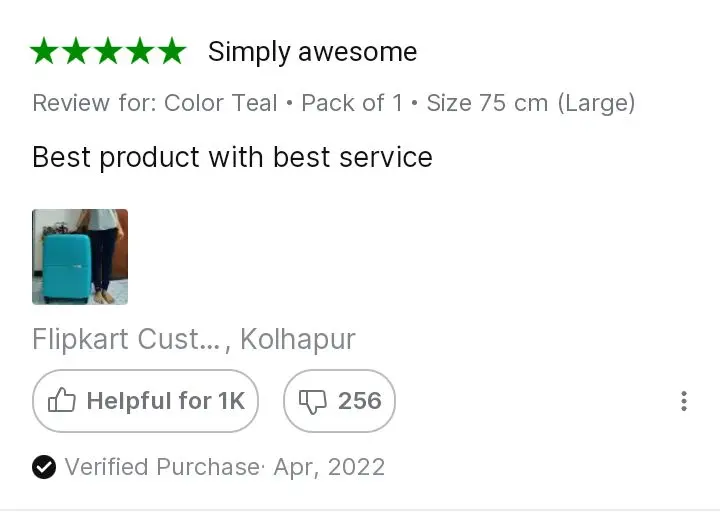 Simply awesome
Review for: Color Teal • Pack of 1 • Size 75 cm (Large)
Best product with best service
Flipkart Cust..., Kolhapur
Helpful for 1K 256
Verified Purchase· Apr, 2022